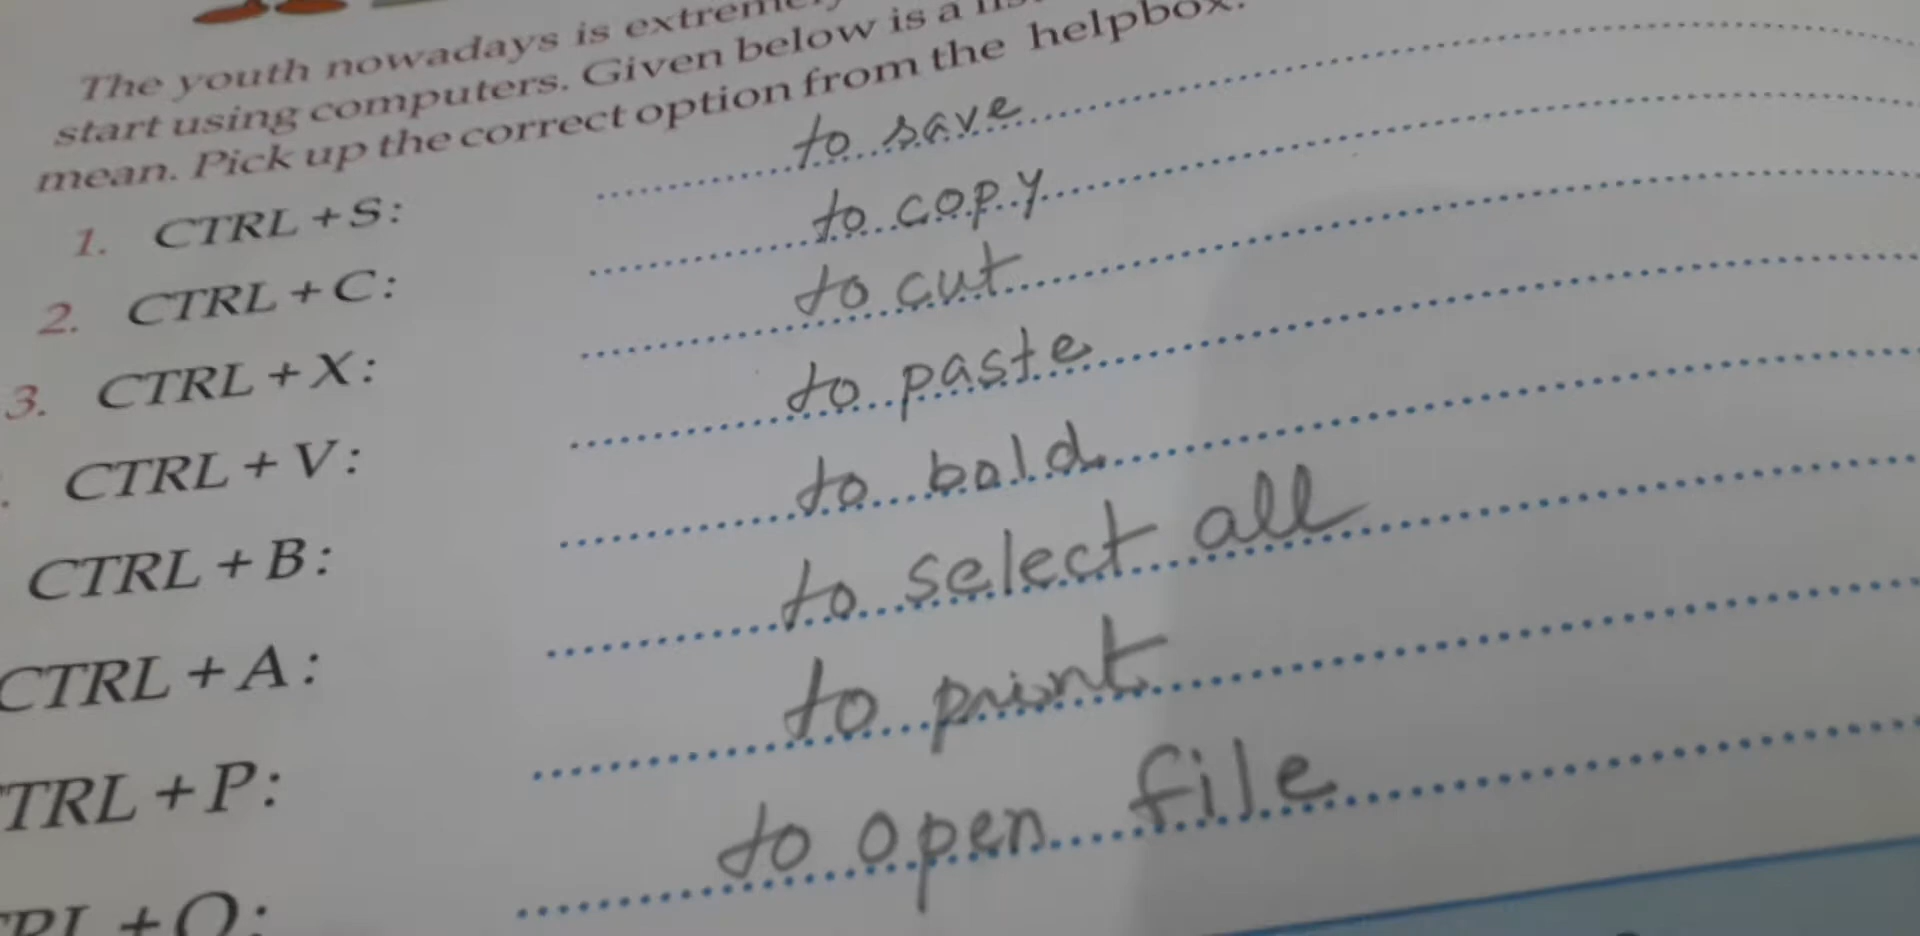 The youth nowadays is
start using computers. Given below is a
mean. Pick up the correct option from the helpbox.
1. CTRL + S: to save
2. CTRL + C: to copy
3. CTRL + X: to cut
CTRL + V: to paste
CTRL + B: to bold
CTRL + A: to select all
TRL + P: to print
+ O: to open file